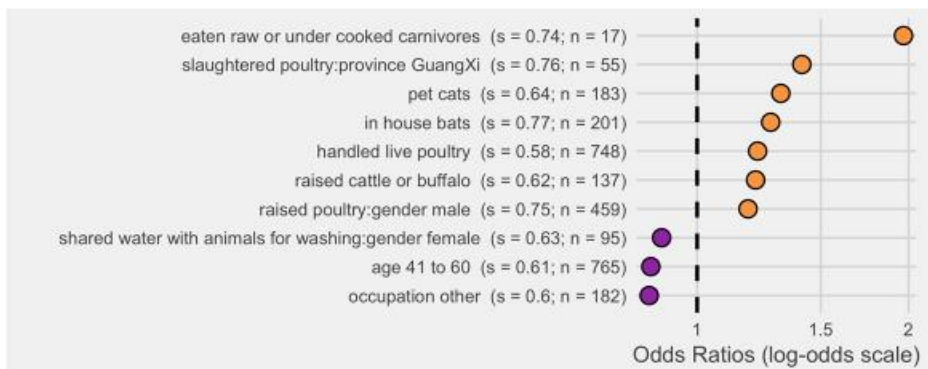 eaten raw or under cooked carnivores (s = 0.74; n = 17)
slaughtered poultry:province GuangXi (s = 0.76; n = 55)
pet cats (s = 0.64; n = 183)
in house bats (s = 0.77; n = 201)
handled live poultry (s = 0.58; n = 748)
raised cattle or buffalo (s = 0.62; n = 137)
raised poultry:gender male (s = 0.75; n = 459)
shared water with animals for washing:gender female (s = 0.63; n = 95)
age 41 to 60 (s = 0.61; n = 765)
occupation other (s = 0.6; n = 182)
1 1.5 2
Odds Ratios (log-odds scale)